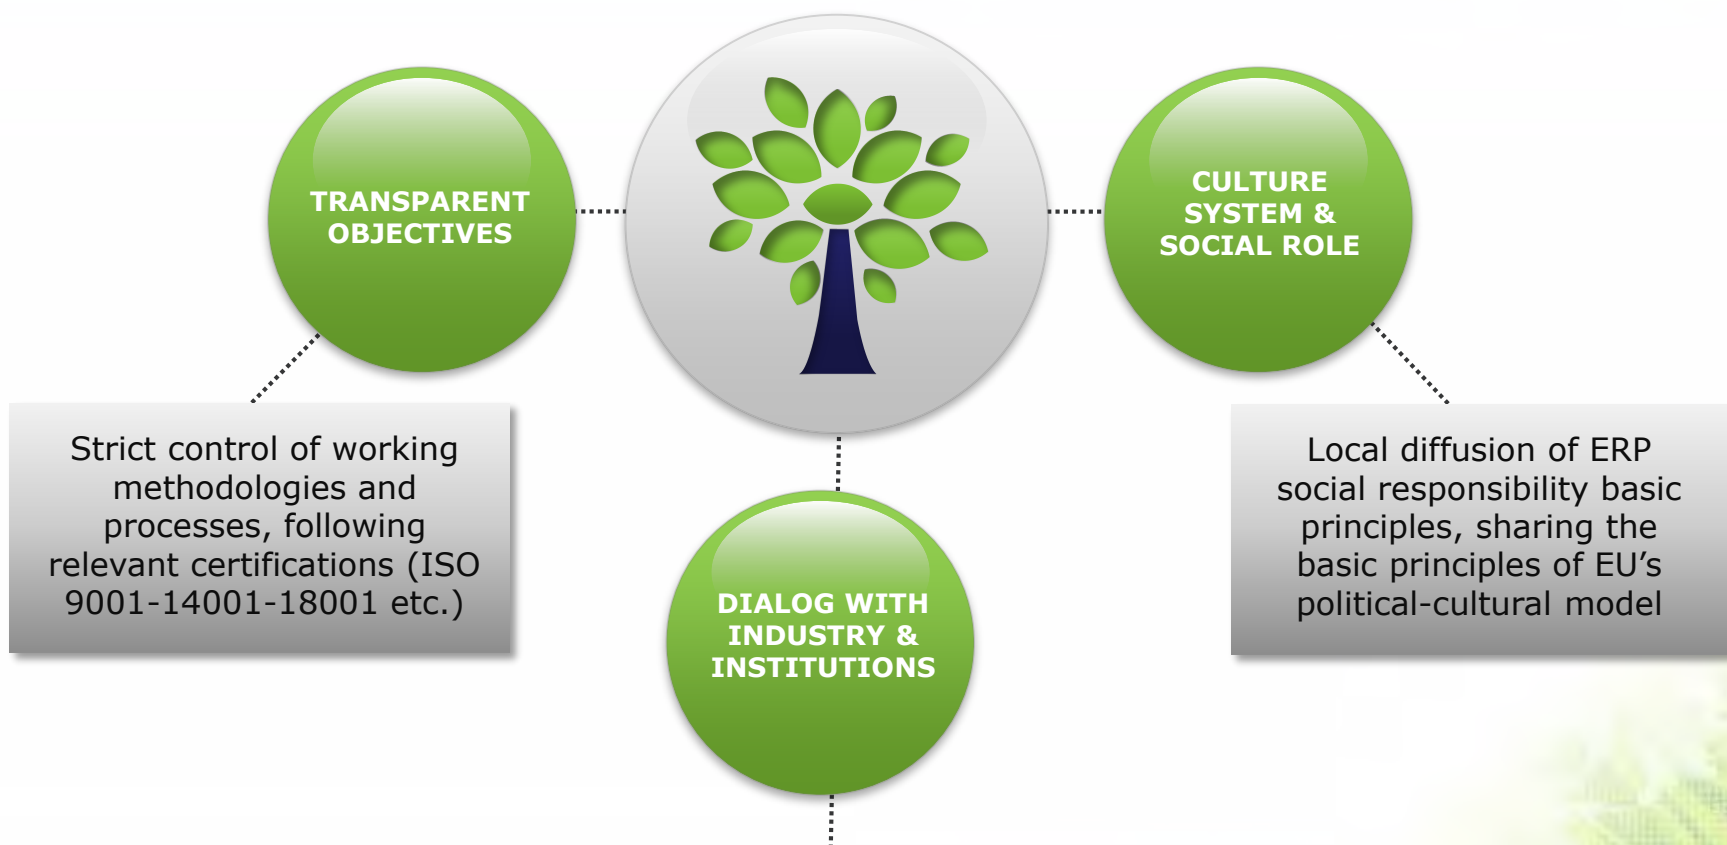 TRANSPARENT
OBJECTIVES
CULTURE
SYSTEM &
SOCIAL ROLE
Strict control of working
methodologies and
processes, following
relevant certifications (ISO
9001-14001-18001 etc.)
DIALOG WITH
INDUSTRY &
INSTITUTIONS
Local diffusion of ERP
social responsibility basic
principles, sharing the
basic principles of EU’s
political-cultural model